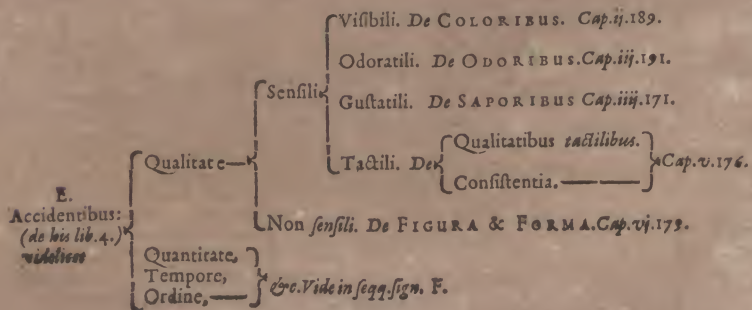 Viſibili. De COLORIBUS. Cap.ij.189.
Odoratili. De ODORIBUS.Cap.iij.191.
Senſili
Guſtatili. De SAPORIBUS Cap.iiij.171.
Qualitate
Tactili. De
Qualitatibus tactilibus.
Conſiſtentia.
Cap.v.176.
E.
Accidentibus:
(de his lib.4.)
videlicet
Non ſenſili. De FIGURA & FORMA.Cap.vj.179.
Quantitate,
Tempore,
Ordine,
&c.Vide in ſeqq.ſign. F.